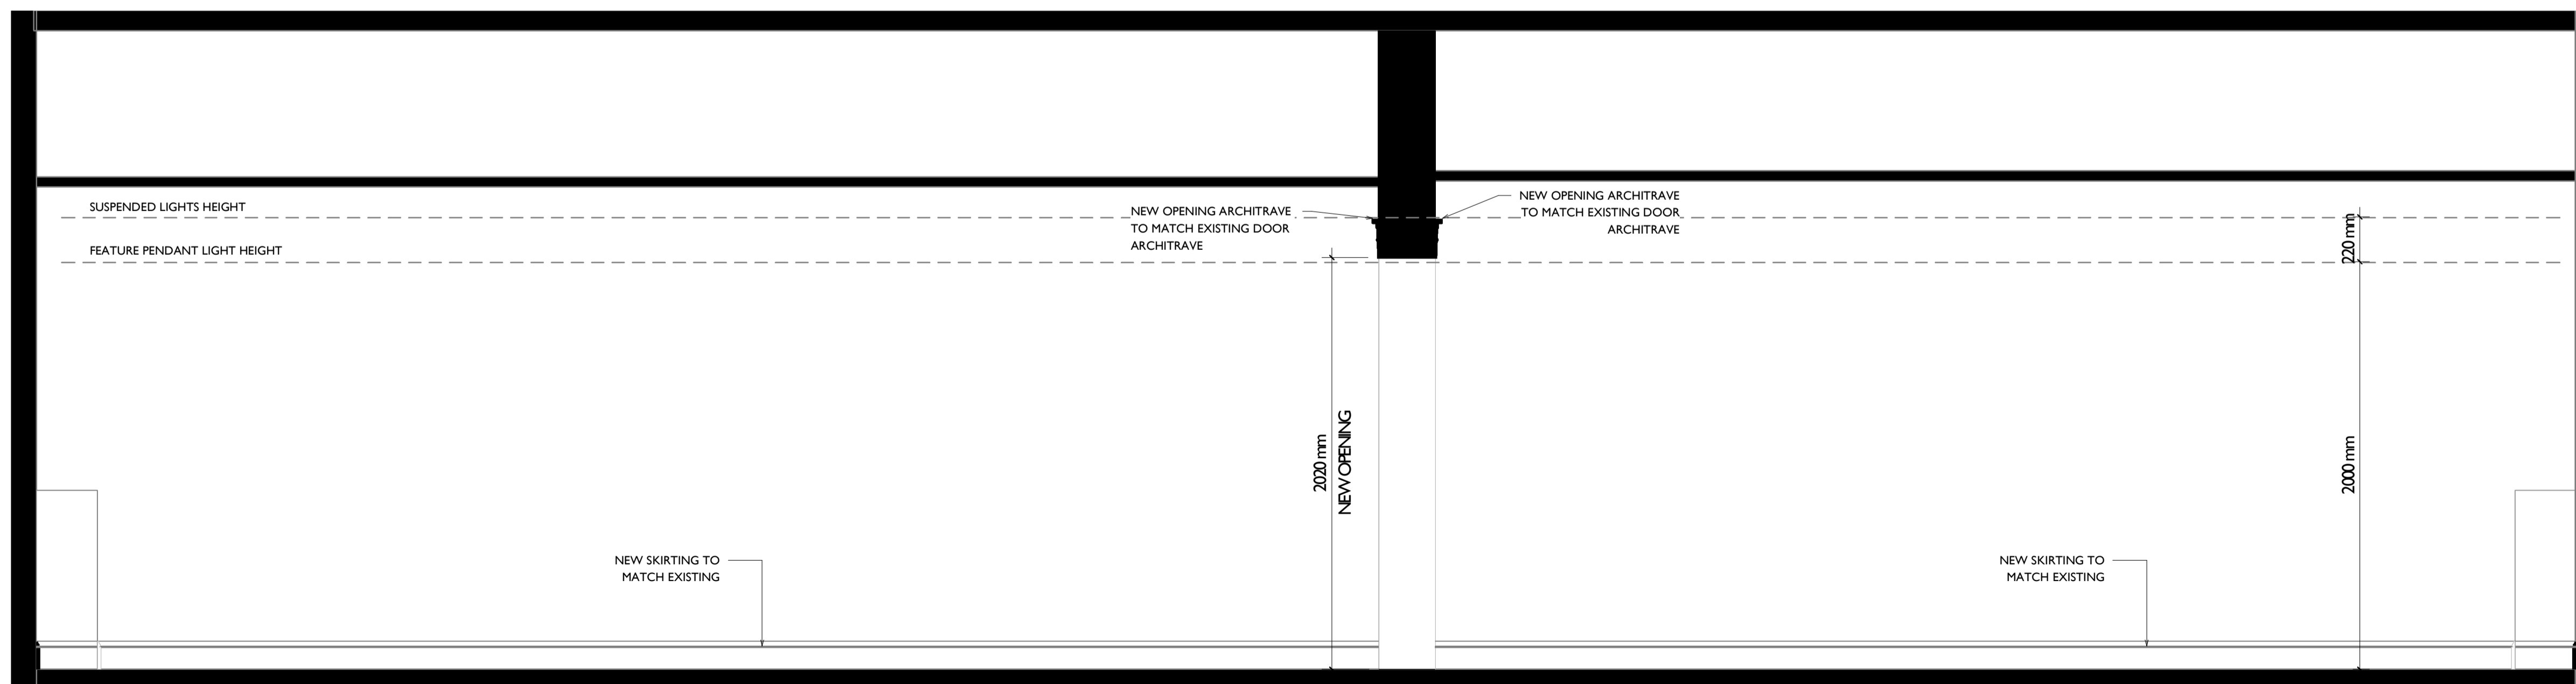 SUSPENDED LIGHTS HEIGHT
FEATURE PENDANT LIGHT HEIGHT
NEW OPENING ARCHITRAVE
TO MATCH EXISTING DOOR
ARCHITRAVE
NEW OPENING ARCHITRAVE
TO MATCH EXISTING DOOR
ARCHITRAVE
220 mm
2020 mm
NEW OPENING
2000 mm
NEW SKIRTING TO
MATCH EXISTING
NEW SKIRTING TO
MATCH EXISTING